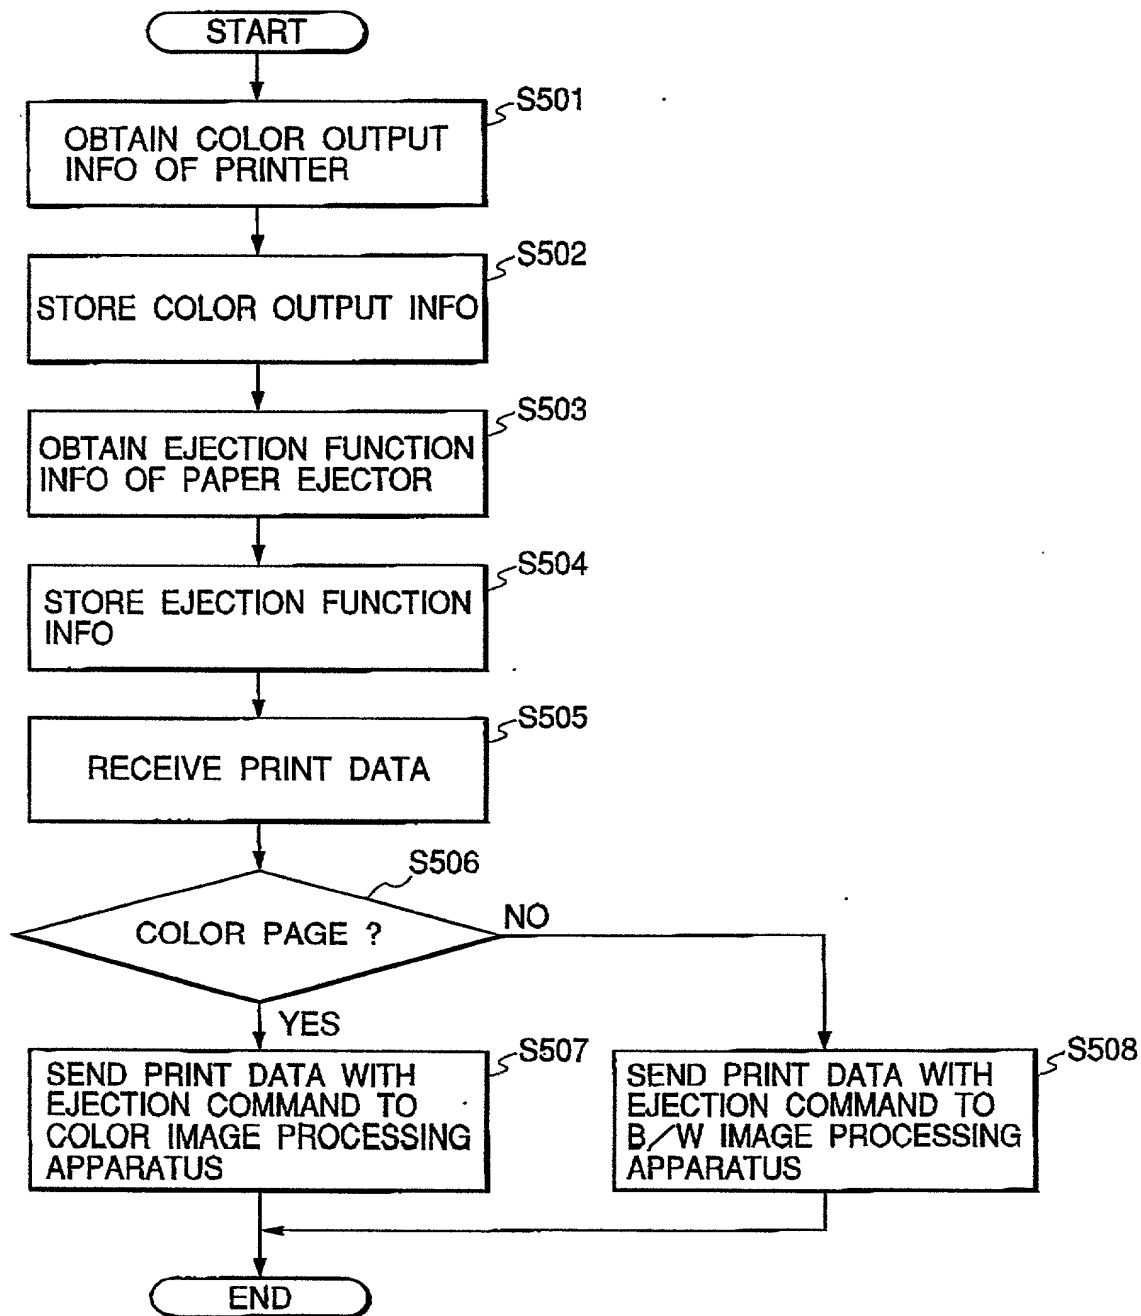 START
S501
OBTAIN COLOR OUTPUT
INFO OF PRINTER
S502
STORE COLOR OUTPUT INFO
S503
OBTAIN EJECTION FUNCTION
INFO OF PAPER EJECTOR
S504
STORE EJECTION FUNCTION
INFO
S505
RECEIVE PRINT DATA
S506
COLOR PAGE ?
NO
YES
S507
SEND PRINT DATA WITH
EJECTION COMMAND TO
COLOR IMAGE PROCESSING
APPARATUS
S508
SEND PRINT DATA WITH
EJECTION COMMAND TO
B/W IMAGE PROCESSING
APPARATUS
END